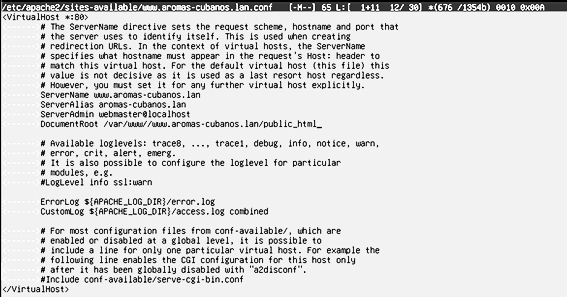 /etc/apache2/sites-available/www.aromas-cubanos.lan.conf [-M--] 65 L:[ 1+11 12/ 30] *(676 /1354b) 0010 0x00A
<VirtualHost *:80>
# The ServerName directive sets the request scheme, hostname and port that
# the server uses to identify itself. This is used when creating
# redirection URLs. In the context of virtual hosts, the ServerName
# specifies what hostname must appear in the request's Host: header to
# match this virtual host. For the default virtual host (this file) this
# value is not decisive as it is used as a last resort host regardless.
# However, you must set it for any further virtual host explicitly.
ServerName www.aromas-cubanos.lan
ServerAlias aromas-cubanos.lan
ServerAdmin webmaster@localhost
DocumentRoot /var/www//www.aromas-cubanos.lan/public_html_
# Available loglevels: trace8, ..., trace1, debug, info, notice, warn,
# error, crit, alert, emerg.
# It is also possible to configure the loglevel for particular
# modules, e.g.
#LogLevel info ssl:warn
ErrorLog ${APACHE_LOG_DIR}/error.log
CustomLog ${APACHE_LOG_DIR}/access.log combined
# For most configuration files from conf-available/, which are
# enabled or disabled at a global level, it is possible to
# include a line for only one particular virtual host. For example the
# following line enables the CGI configuration for this host only
# after it has been globally disabled with "a2disconf".
#Include conf-available/serve-cgi-bin.conf
</VirtualHost>